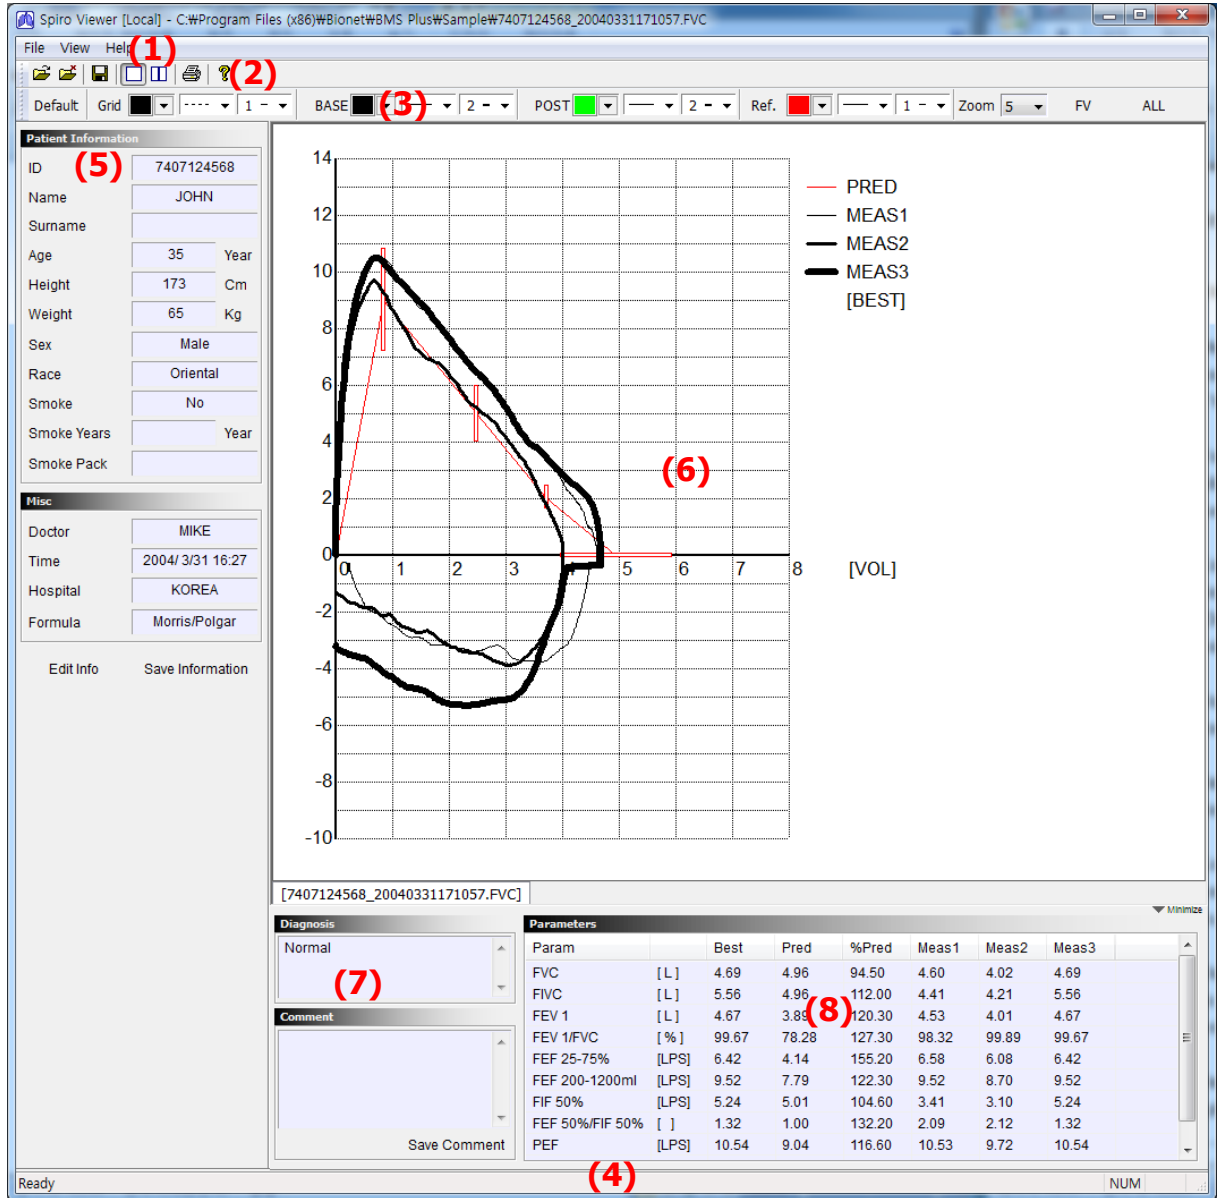 Spiro Viewer [Local] - C:₩Program Files (x86)₩Bionet₩BMS Plus₩Sample₩7407124568_20040331171057.FVC
File View Help
(1)
(2)
Default Grid 1 BASE (3) 2 POST 2 Ref. 1 Zoom 5 FV ALL
Patient Information
(5)
ID 7407124568
Name JOHN
Surname
Age 35 Year
Height 173 Cm
Weight 65 Kg
Sex Male
Race Oriental
Smoke No
Smoke Years Year
Smoke Pack
Misc
Doctor MIKE
Time 2004/ 3/31 16:27
Hospital KOREA
Formula Morris/Polgar
Edit Info Save Information
14
12
10
8
6
4
2
0
-2
-4
-6
-8
-10
0 1 2 3 4 5 6 7 8 [VOL]
PRED
MEAS1
MEAS2
MEAS3
[BEST]
(6)
[7407124568_20040331171057.FVC]
Minimize
Diagnosis
Normal
(7)
Comment
Save Comment
Parameters
Param Best Pred %Pred Meas1 Meas2 Meas3
FVC [ L ] 4.69 4.96 94.50 4.60 4.02 4.69
FIVC [ L ] 5.56 4.96 112.00 4.41 4.21 5.56
FEV 1 [ L ] 4.67 3.89 120.30 4.53 4.01 4.67
FEV 1/FVC [ % ] 99.67 78.28 127.30 98.32 99.89 99.67
FEF 25-75% [LPS] 6.42 4.14 155.20 6.58 6.08 6.42
FEF 200-1200ml [LPS] 9.52 7.79 122.30 9.52 8.70 9.52
FIF 50% [LPS] 5.24 5.01 104.60 3.41 3.10 5.24
FEF 50%/FIF 50% [ ] 1.32 1.00 132.20 2.09 2.12 1.32
PEF [LPS] 10.54 9.04 116.60 10.53 9.72 10.54
(8)
(4)
Ready NUM